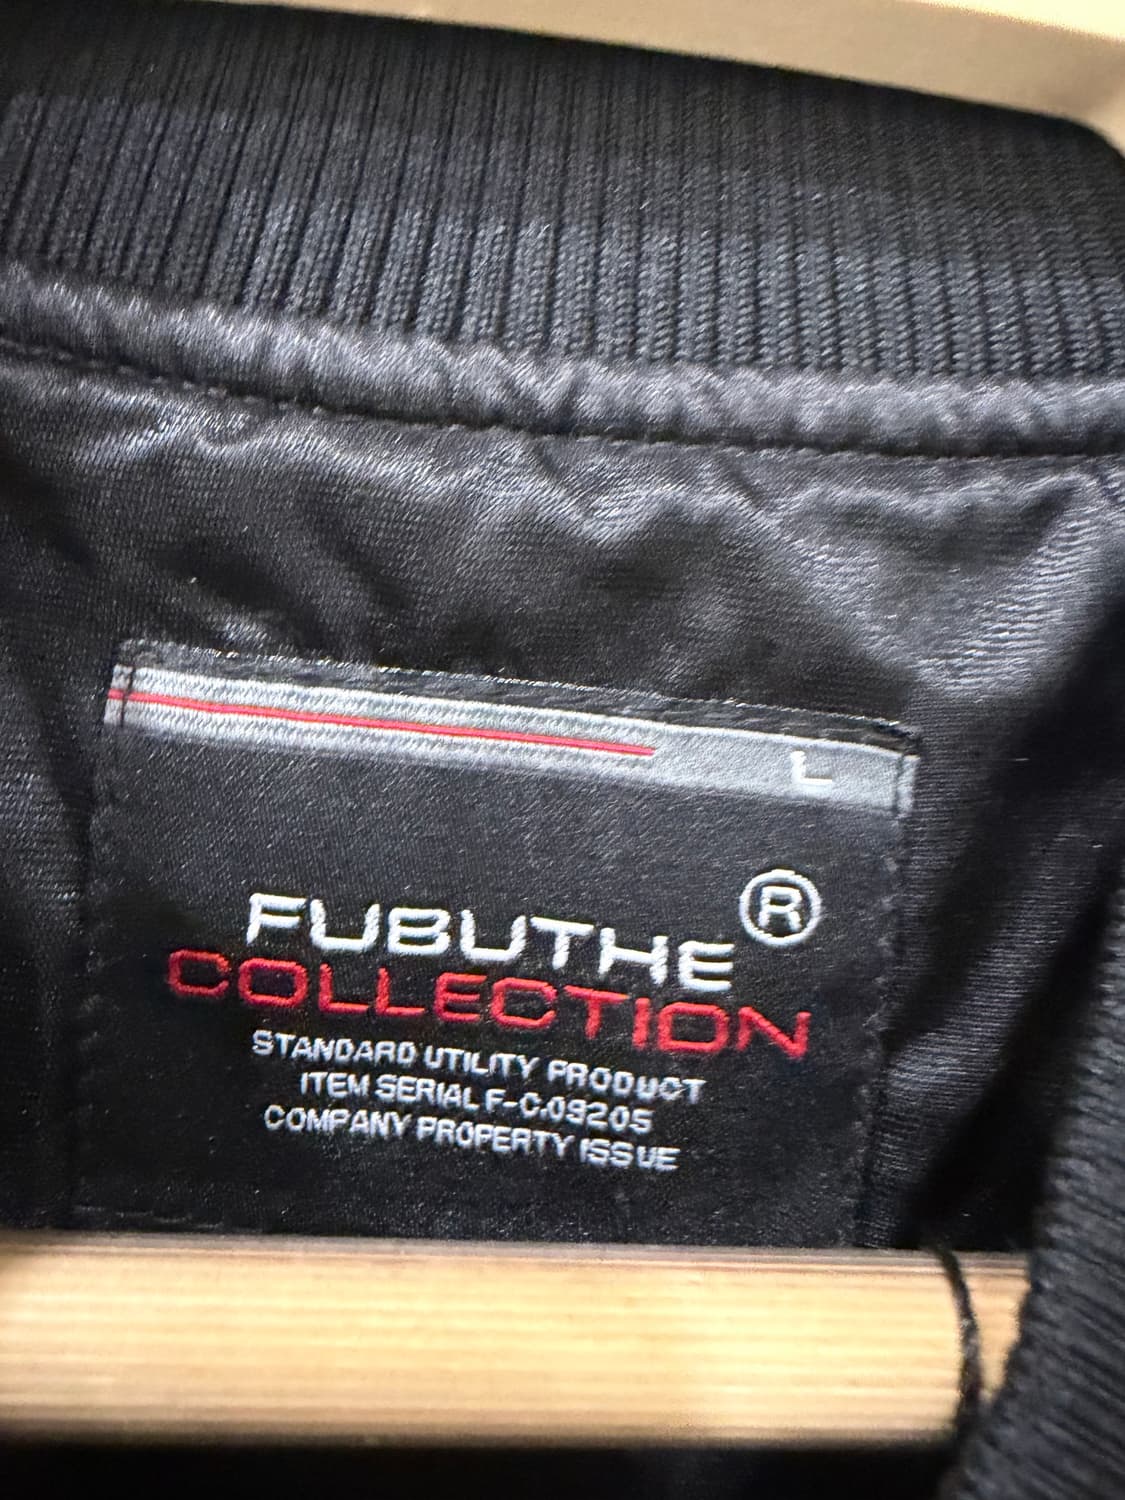 L
FUBUTHE®
COLLECTION
STANDARD UTILITY PRODUCT
ITEM SERIAL F-C.09205
COMPANY PROPERTY ISSUE